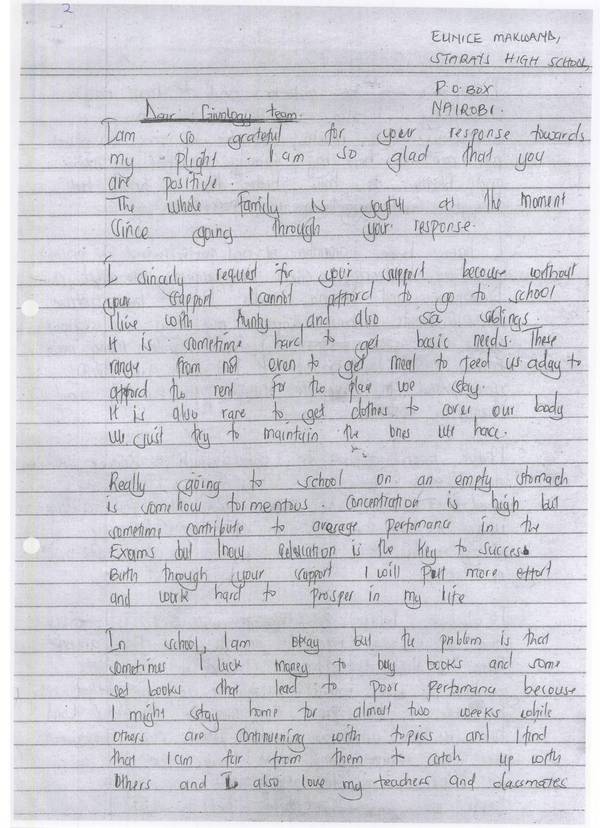 2
EUNICE MAKWANA,
STARAYS HIGH SCHOOL,
P.O.BOX
NAIROBI.
Dear Givology team.
I am so grateful for your response towards
my plight. I am so glad that you
are positive.
The whole family is joyful at the moment
since going through your response.
I sincerly request for your support because without
your support I cannot afford to go to school
I live with Aunty and also siblings.
It is sometime hard to get basic needs. These
range from not even to get meal to feed us aday to
afford the rent for the place we stay.
It is also rare to get clothes to cover our body
we just try to maintain the ones we have.
Really going to school on an empty stomach
is somehow tormentous. Concentration is high but
sometime contribute to average performance in the
Exams but know education is the key to success
But through your support I will put more effort
and work hard to prosper in my life
In school, I am okay but the problem is that
sometimes I luck money to buy books and some
set books that lead to poor performance because
I might stay home for almost two weeks while
others are continueing with topics and I find
that I am far from them to catch up with
others and I also love my teachers and classmates